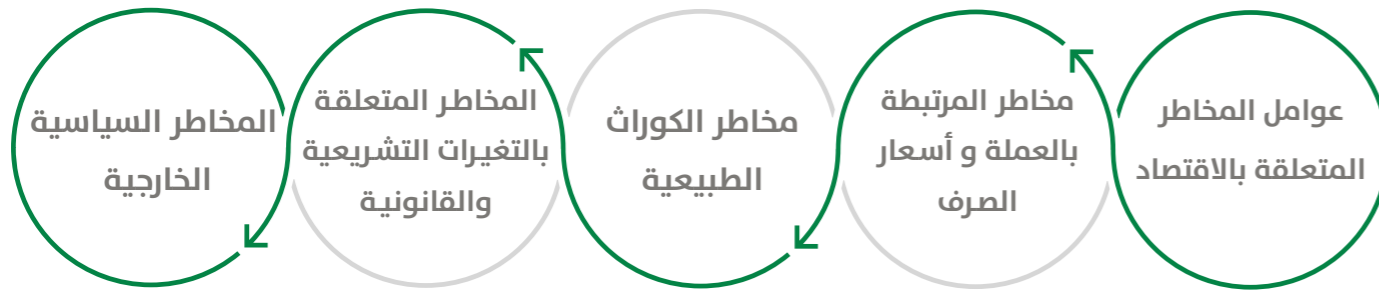 عوامل المخاطر
المتعلقة بالاقتصاد
مخاطر المرتبطة
بالعملة و أسعار
الصرف
مخاطر الكوراث
الطبيعية
المخاطر المتعلقة
بالتغيرات التشريعية
والقانونية
المخاطر السياسية
الخارجية